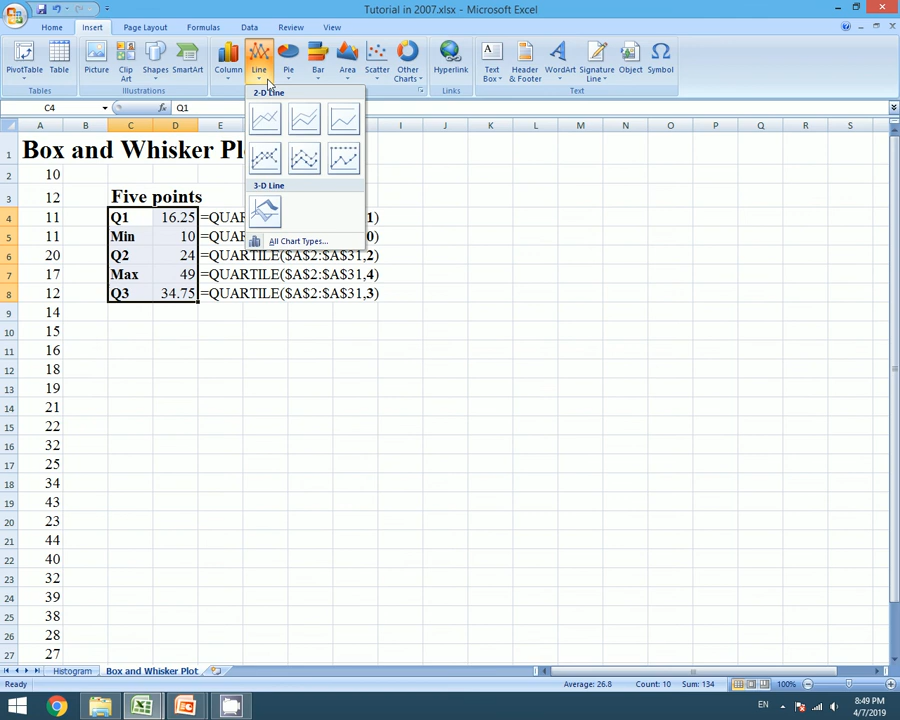 Tutorial in 2007.xlsx - Microsoft Excel
Home Insert Page Layout Formulas Data Review View
PivotTable Table Picture Clip Art Shapes SmartArt Column Line Pie Bar Area Scatter Other Charts Hyperlink Text Box Header & Footer WordArt Signature Line Object Symbol
Tables Illustrations Links Text
2-D Line
3-D Line
All Chart Types...
C4 fx Q1
A B C D E I J K L M N O P Q R S
1 Box and Whisker Pl
2 10
3 12 Five points
4 11 Q1 16.25 =QUAR 1)
5 11 Min 10 =QUAR 0)
6 20 Q2 24 =QUARTILE($A$2:$A$31,2)
7 17 Max 49 =QUARTILE($A$2:$A$31,4)
8 12 Q3 34.75 =QUARTILE($A$2:$A$31,3)
9 14
10 15
11 16
12 18
13 19
14 21
15 22
16 32
17 25
18 34
19 43
20 23
21 44
22 40
23 32
24 39
25 38
26 28
27 27
Histogram Box and Whisker Plot
Ready Average: 26.8 Count: 10 Sum: 134 100%
EN 8:49 PM
4/7/2019